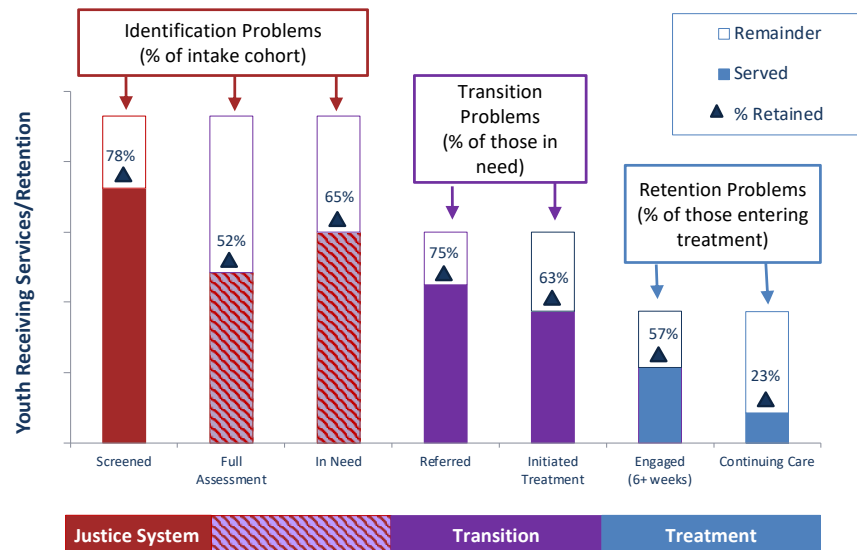 Identification Problems
(% of intake cohort)
Transition
Problems
(% of those in
need)
Retention Problems
(% of those entering
treatment)
Remainder
Served
% Retained
Youth Receiving Services/Retention
78%
52%
65%
75%
63%
57%
23%
Screened
Full
Assessment
In Need
Referred
Initiated
Treatment
Engaged
(6+ weeks)
Continuing Care
Justice System
Transition
Treatment